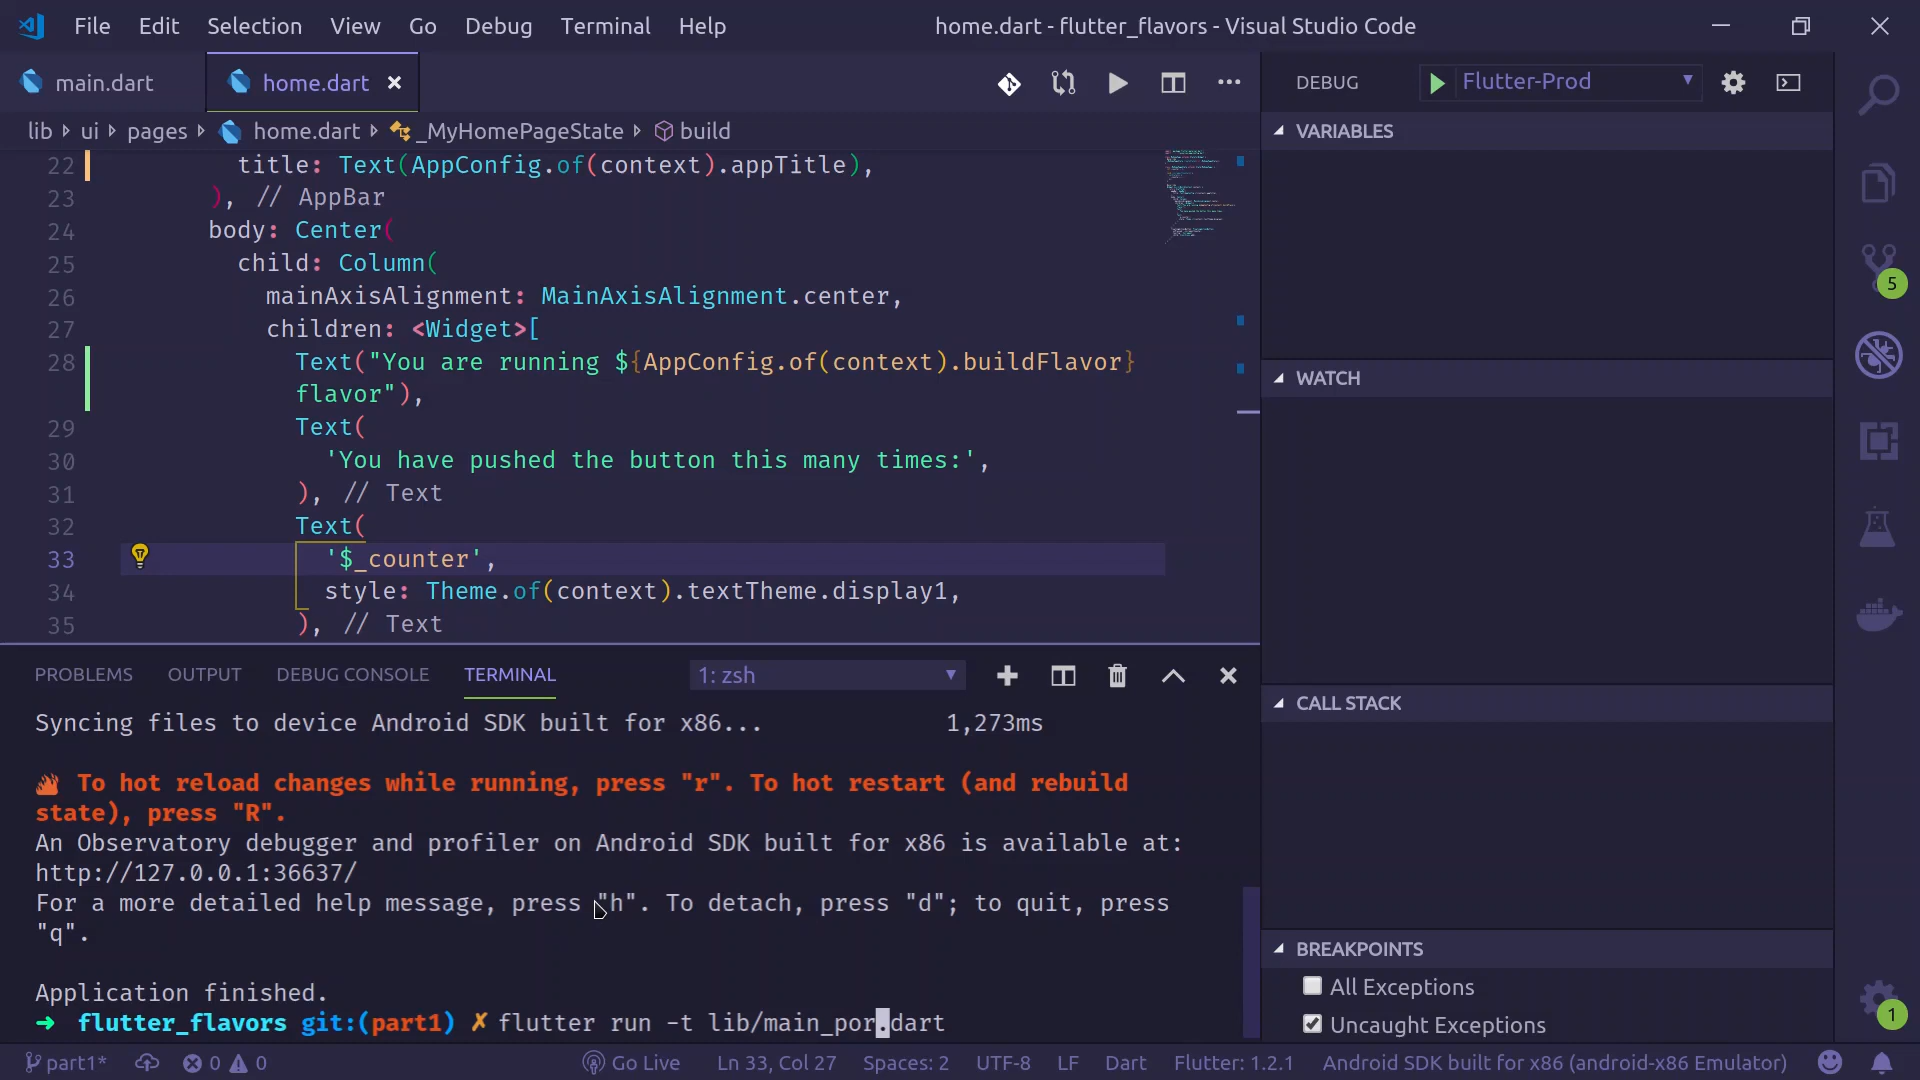 File Edit Selection View Go Debug Terminal Help
home.dart - flutter_flavors - Visual Studio Code
main.dart
home.dart
DEBUG
Flutter-Prod
lib ui pages home.dart _MyHomePageState build
22 title: Text(AppConfig.of(context).appTitle),
23 ), // AppBar
24 body: Center(
25 child: Column(
26 mainAxisAlignment: MainAxisAlignment.center,
27 children: <Widget>[
28 Text("You are running ${AppConfig.of(context).buildFlavor}
flavor"),
29 Text(
30 'You have pushed the button this many times:',
31 ), // Text
32 Text(
33 '$_counter',
34 style: Theme.of(context).textTheme.display1,
35 ), // Text
VARIABLES
WATCH
CALL STACK
BREAKPOINTS
All Exceptions
Uncaught Exceptions
5
1
PROBLEMS OUTPUT DEBUG CONSOLE TERMINAL
1: zsh
Syncing files to device Android SDK built for x86... 1,273ms
To hot reload changes while running, press "r". To hot restart (and rebuild
state), press "R".
An Observatory debugger and profiler on Android SDK built for x86 is available at:
http://127.0.0.1:36637/
For a more detailed help message, press "h". To detach, press "d"; to quit, press
"q".
Application finished.
➜ flutter_flavors git:(part1) ✗ flutter run -t lib/main_por.dart
part1* 0 0 Go Live Ln 33, Col 27 Spaces: 2 UTF-8 LF Dart Flutter: 1.2.1 Android SDK built for x86 (android-x86 Emulator)